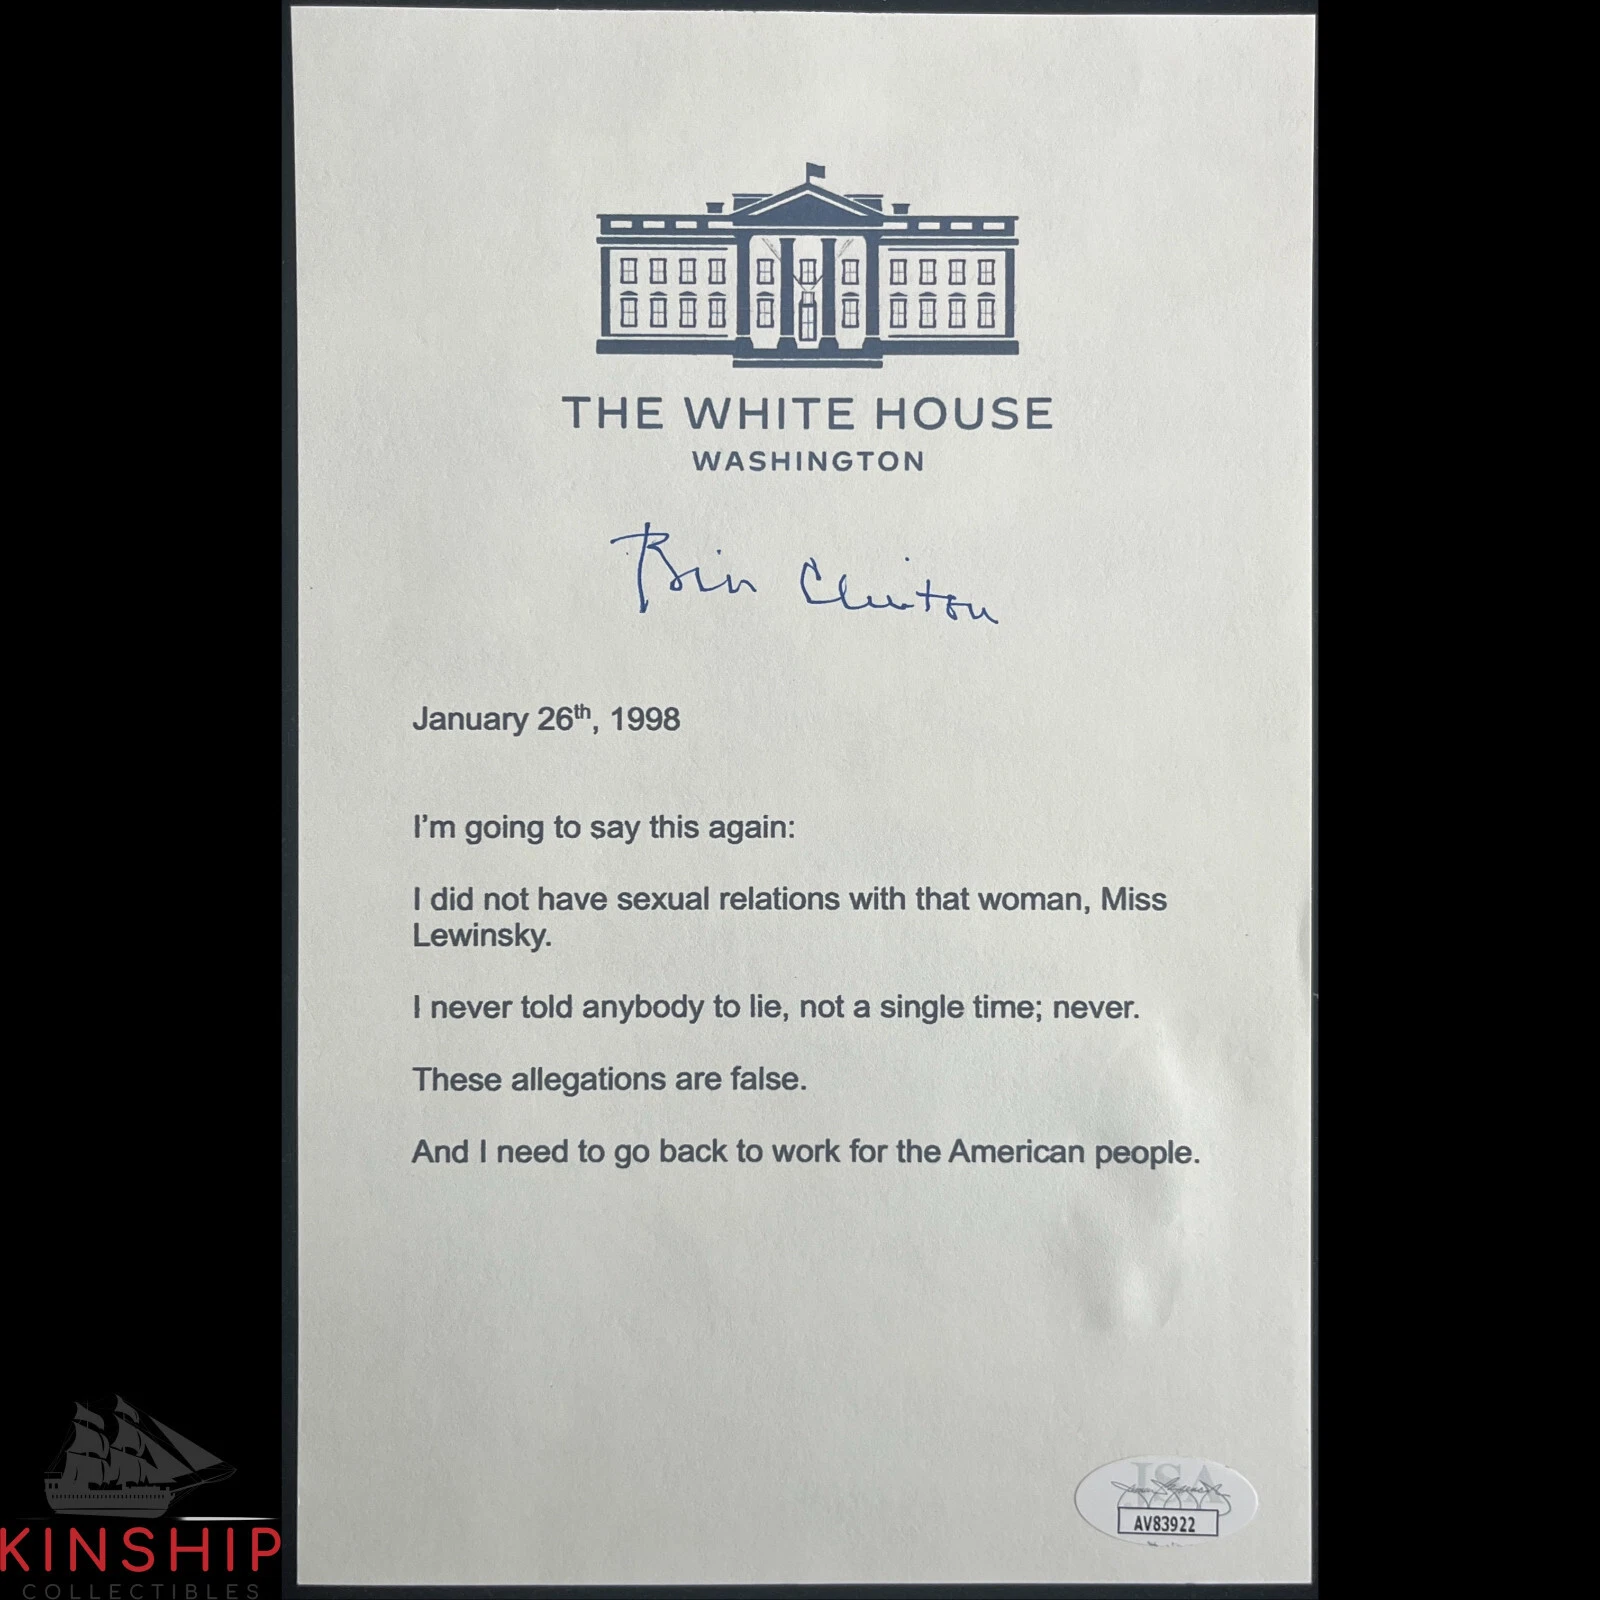 THE WHITE HOUSE
WASHINGTON
Bill Clinton
January 26th, 1998
I'm going to say this again:
I did not have sexual relations with that woman, Miss
Lewinsky.
I never told anybody to lie, not a single time; never.
These allegations are false.
And I need to go back to work for the American people.
JSA
AV83922
KINSHIP
COLLECTIBLES